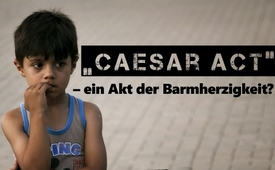 „CAESAR ACT"
– ein Akt der Barmherzigkeit?